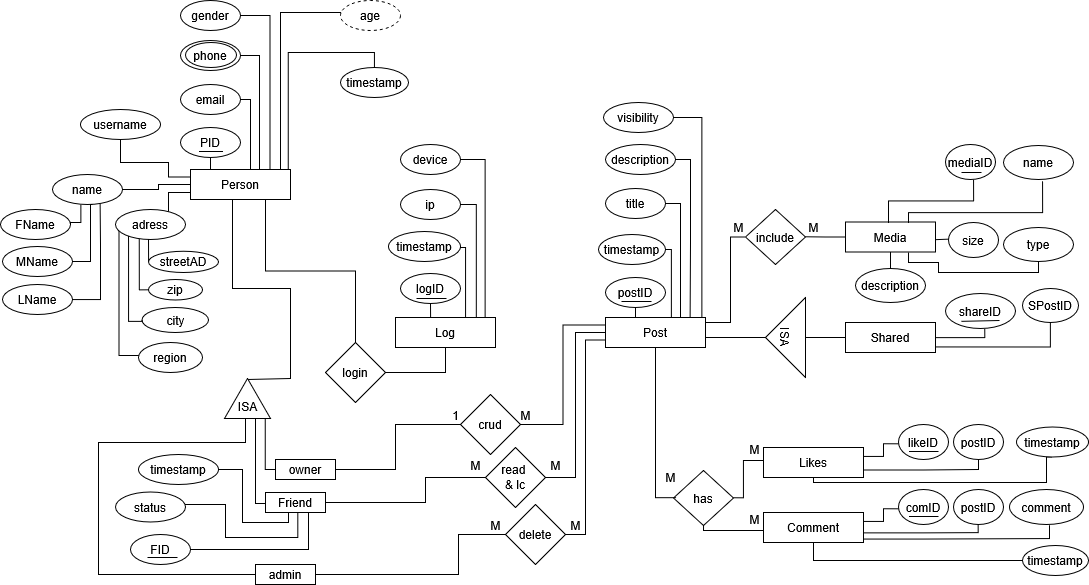 gender
age
phone
timestamp
email
username
PID
name
Person
FName
adress
MName
streetAD
LName
zip
city
region
device
ip
timestamp
logID
Log
login
ISA
owner
timestamp
Friend
status
FID
admin
1
crud
M
M
read
& lc
M
M
delete
M
visibility
description
title
timestamp
postID
Post
M
include
M
mediaID
name
Media
size
type
description
ISA
Shared
shareID
SPostID
M
has
M
M
Likes
likeID
postID
timestamp
Comment
comID
postID
comment
timestamp